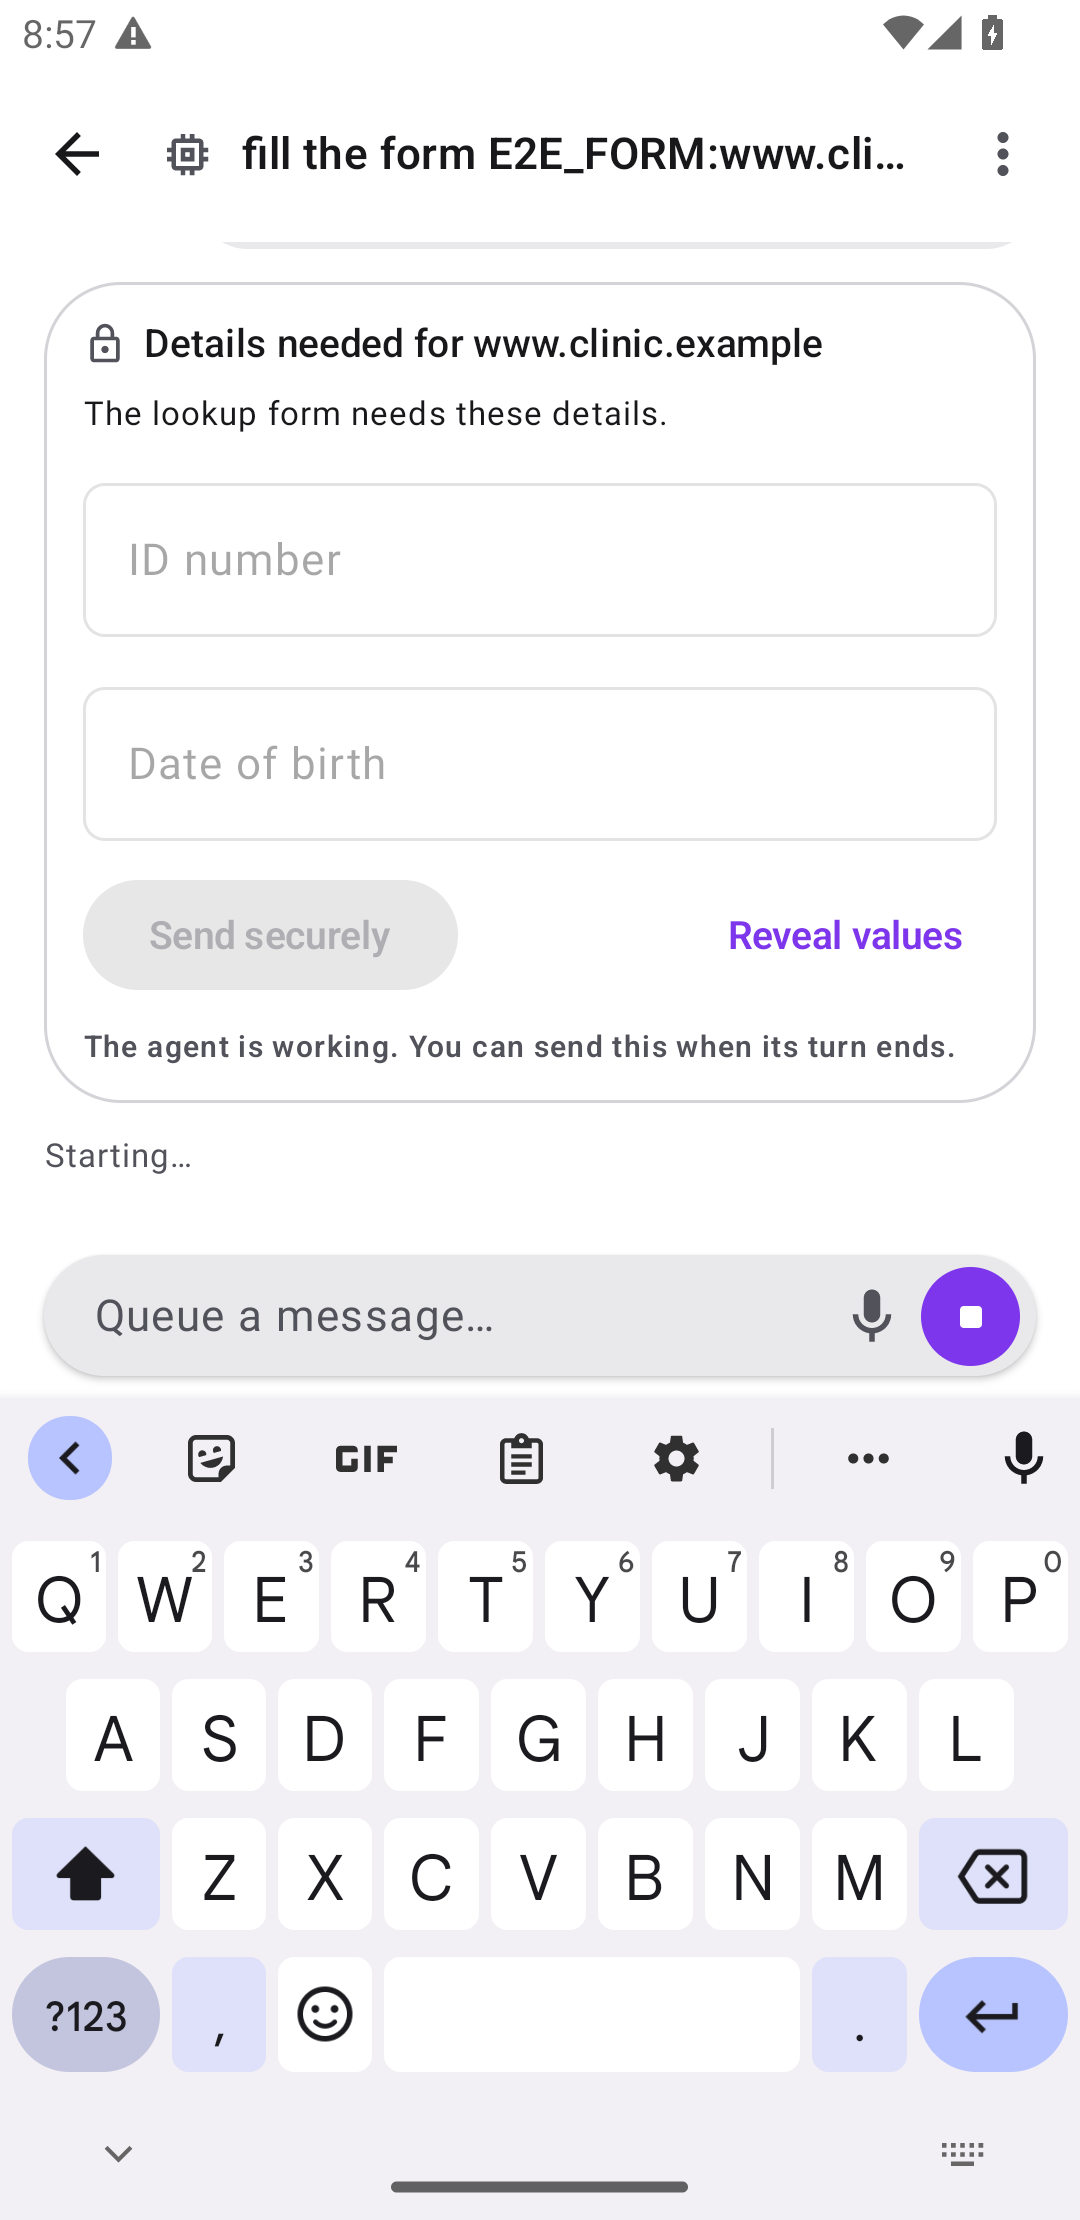 8:57
fill the form E2E_FORM:www.cli...
Details needed for www.clinic.example
The lookup form needs these details.
ID number
Date of birth
Send securely
Reveal values
The agent is working. You can send this when its turn ends.
Starting...
Queue a message...
GIF
Q 1 W 2 E 3 R 4 T 5 Y 6 U 7 I 8 O 9 P 0
A S D F G H J K L
Z X C V B N M
?123 , .